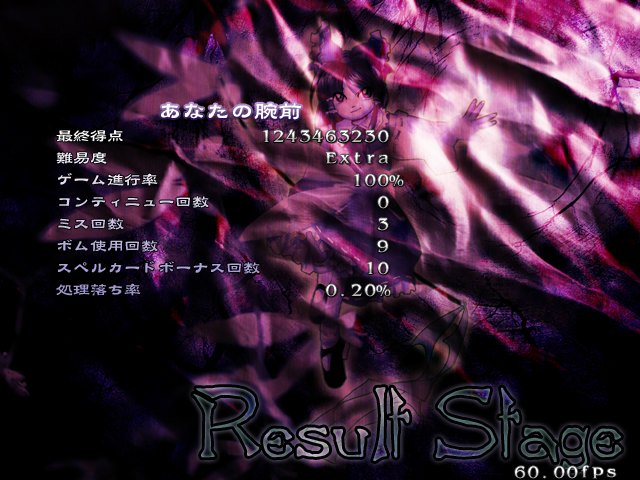 あなたの腕前
最終得点 1243463230
難易度 Extra
ゲーム進行率 100%
コンティニュー回数 0
ミス回数 3
ボム使用回数 9
スペルカードボーナス回数 10
処理落ち率 0.20%
Result Stage
60.00fps